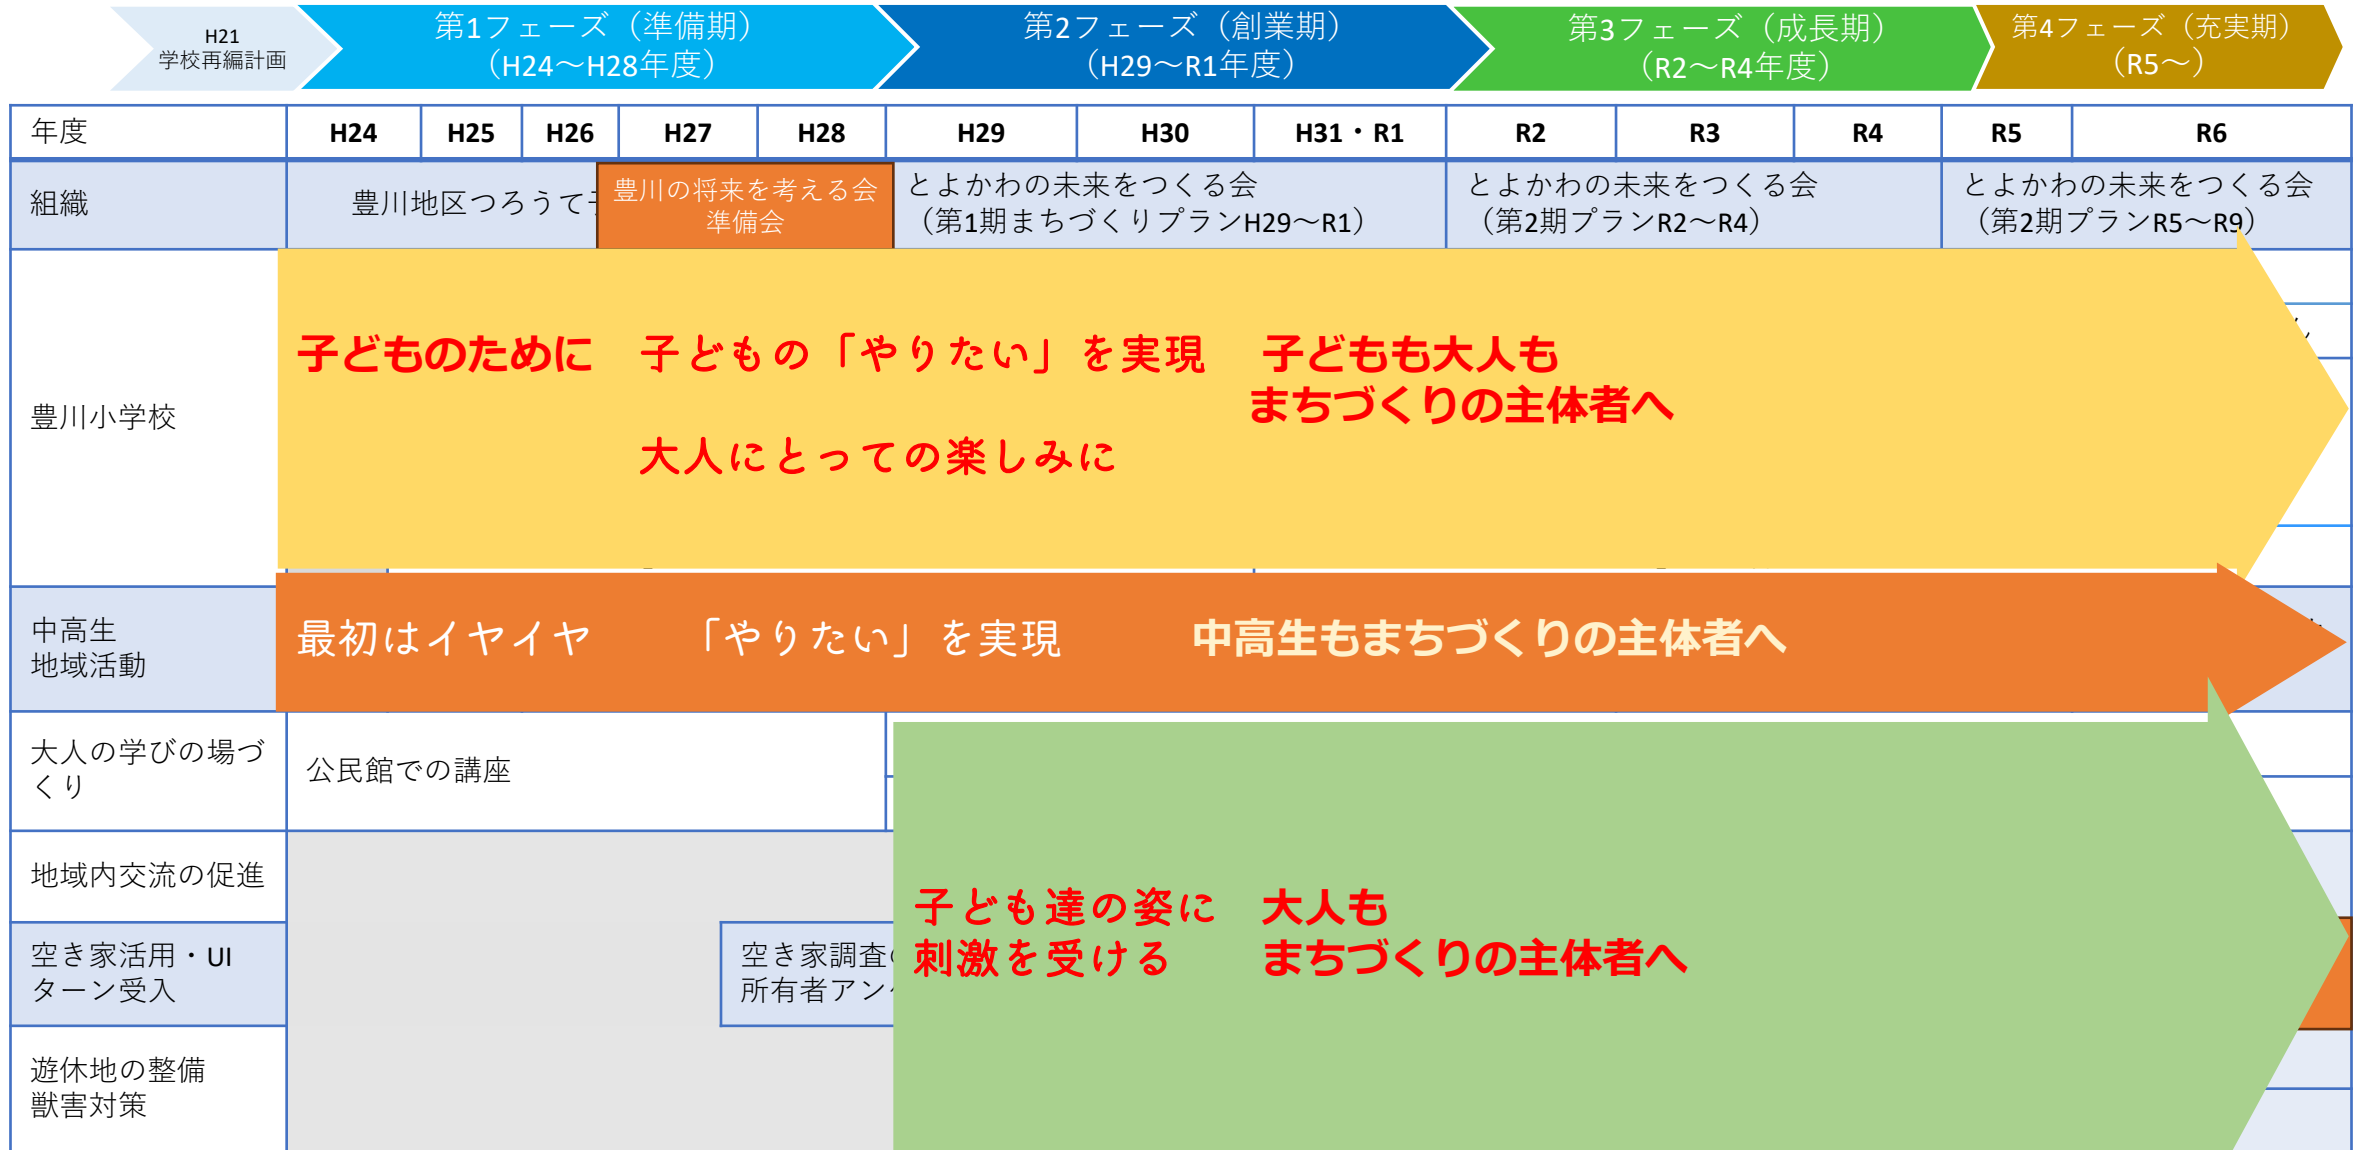 H21
学校再編計画
第1フェーズ（準備期）
（H24～H28年度）
第2フェーズ（創業期）
（H29～R1年度）
第3フェーズ（成長期）
（R2～R4年度）
第4フェーズ（充実期）
（R5～）
年度
H24
H25
H26
H27
H28
H29
H30
H31・R1
R2
R3
R4
R5
R6
組織
豊川地区つろうて
豊川の将来を考える会
準備会
とよかわの未来をつくる会
（第1期まちづくりプランH29～R1）
とよかわの未来をつくる会
（第2期プランR2～R4）
とよかわの未来をつくる会
（第2期プランR5～R9）
豊川小学校
子どものために
子どもの「やりたい」を実現
大人にとっての楽しみに
子どもも大人も
まちづくりの主体者へ
中高生
地域活動
最初はイヤイヤ
「やりたい」を実現
中高生もまちづくりの主体者へ
大人の学びの場づ
くり
公民館での講座
地域内交流の促進
空き家活用・UI
ターン受入
空き家調査
所有者アン
子ども達の姿に
刺激を受ける
大人も
まちづくりの主体者へ
遊休地の整備
獣害対策